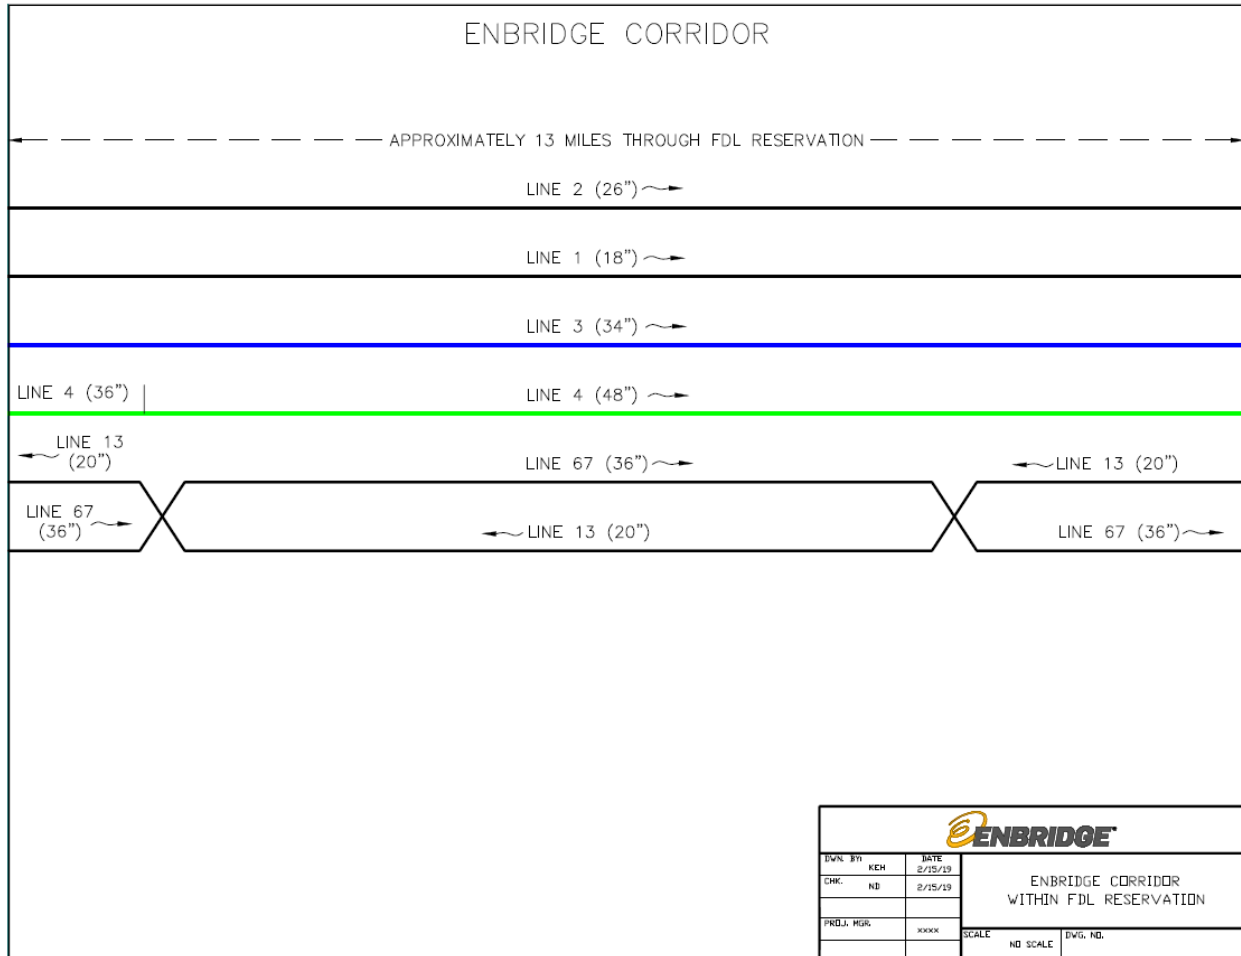 ENBRIDGE CORRIDOR
APPROXIMATELY 13 MILES THROUGH FDL RESERVATION
LINE 2 (26")
LINE 1 (18")
LINE 3 (34")
LINE 4 (36")
LINE 4 (48")
LINE 13
(20")
LINE 67 (36")
LINE 13 (20")
LINE 67
(36")
LINE 13 (20")
LINE 67 (36")
ENBRIDGE
DWN. BY: KEH
DATE
2/15/19
CHK. ND 2/15/19
ENBRIDGE CORRIDOR
WITHIN FDL RESERVATION
PROJ. MGR. xxxx
SCALE
NO SCALE
DWG. NO.